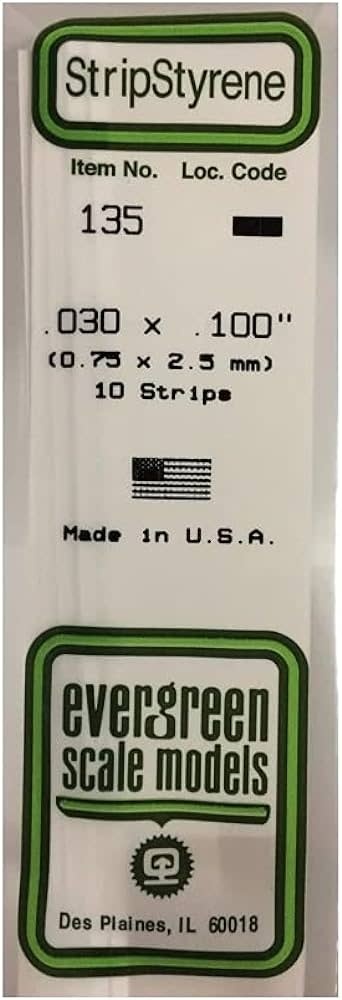 StripStyrene
Item No. Loc. Code
135
.030 x .100"
(0.75 x 2.5 mm)
10 Strips
Made in U.S.A.
evergreen
scale models
Des Plaines, IL 60018